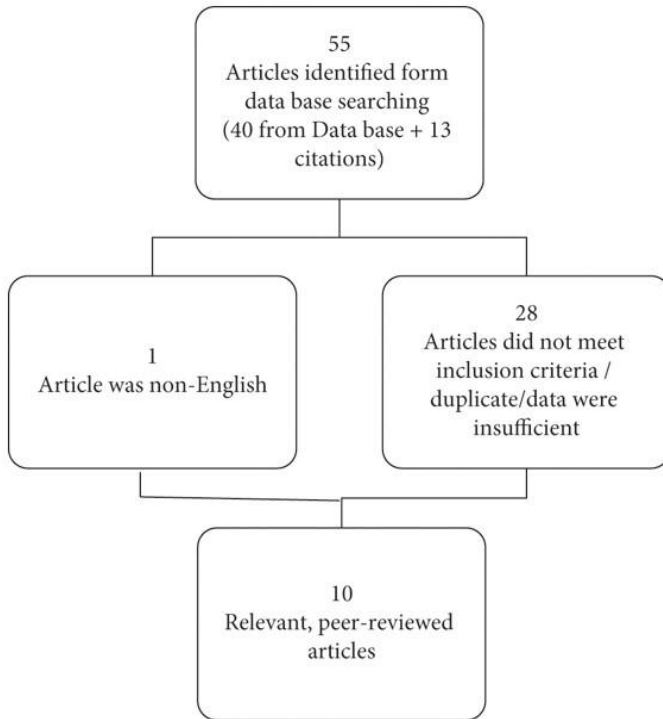 55
Articles identified form
data base searching
(40 from Data base + 13
citations)
1
Article was non-English
28
Articles did not meet
inclusion criteria /
duplicate/data were
insufficient
10
Relevant, peer-reviewed
articles